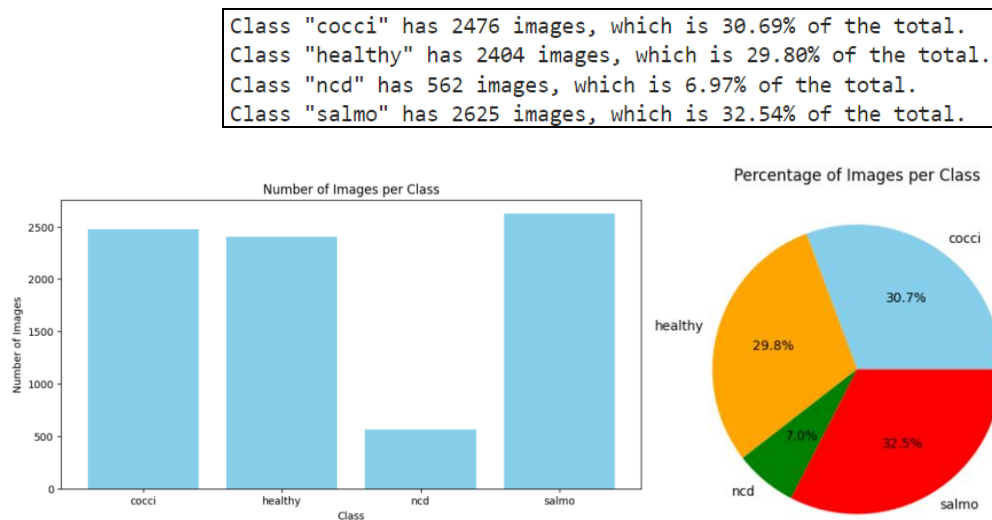 Class "cocci" has 2476 images, which is 30.69% of the total.
Class "healthy" has 2404 images, which is 29.80% of the total.
Class "ncd" has 562 images, which is 6.97% of the total.
Class "salmo" has 2625 images, which is 32.54% of the total.
Number of Images per Class
Number of Images
2500
2000
1500
1000
500
0
cocci healthy ncd salmo
Class
Percentage of Images per Class
cocci
30.7%
healthy
29.8%
7.0%
32.5%
ncd
salmo